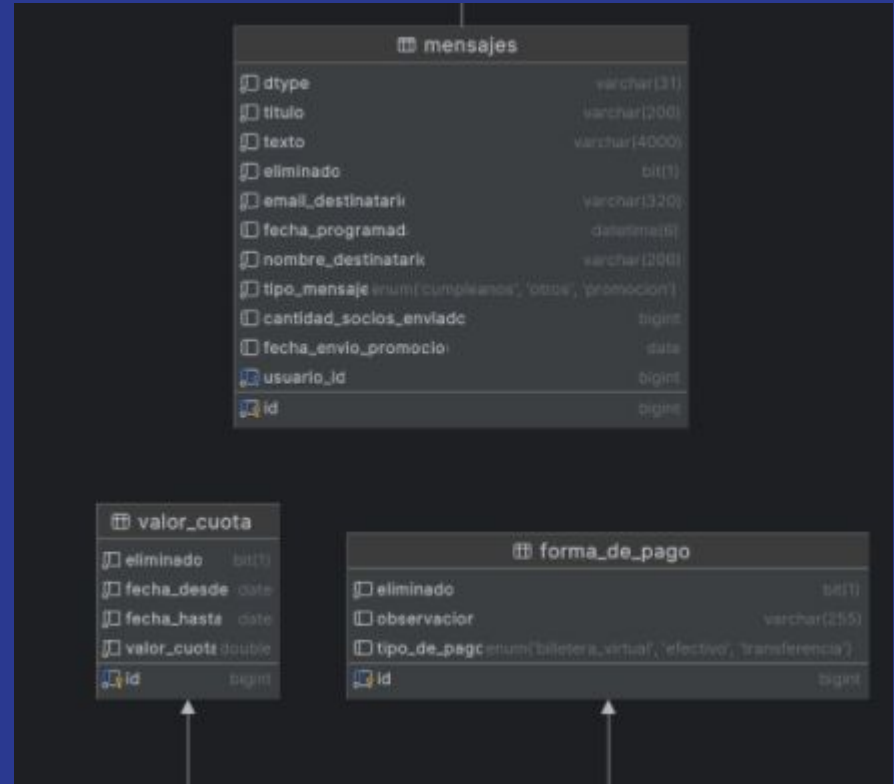 mensajes
dtype varchar(31)
titulo varchar(200)
texto varchar(4000)
eliminado bit(1)
email_destinatari varchar(320)
fecha_programad datetime(6)
nombre_destinatari varchar(200)
tipo_mensaje enum('cumpleanos', 'otros', 'promocion')
cantidad_socios_enviado bigint
fecha_envio_promocio date
usuario_id bigint
id bigint
valor_cuota
eliminado bit(1)
fecha_desde date
fecha_hasta date
valor_cuota double
id bigint
forma_de_pago
eliminado bit(1)
observacion varchar(255)
tipo_de_pago enum('billetera_virtual', 'efectivo', 'transferencia')
id bigint